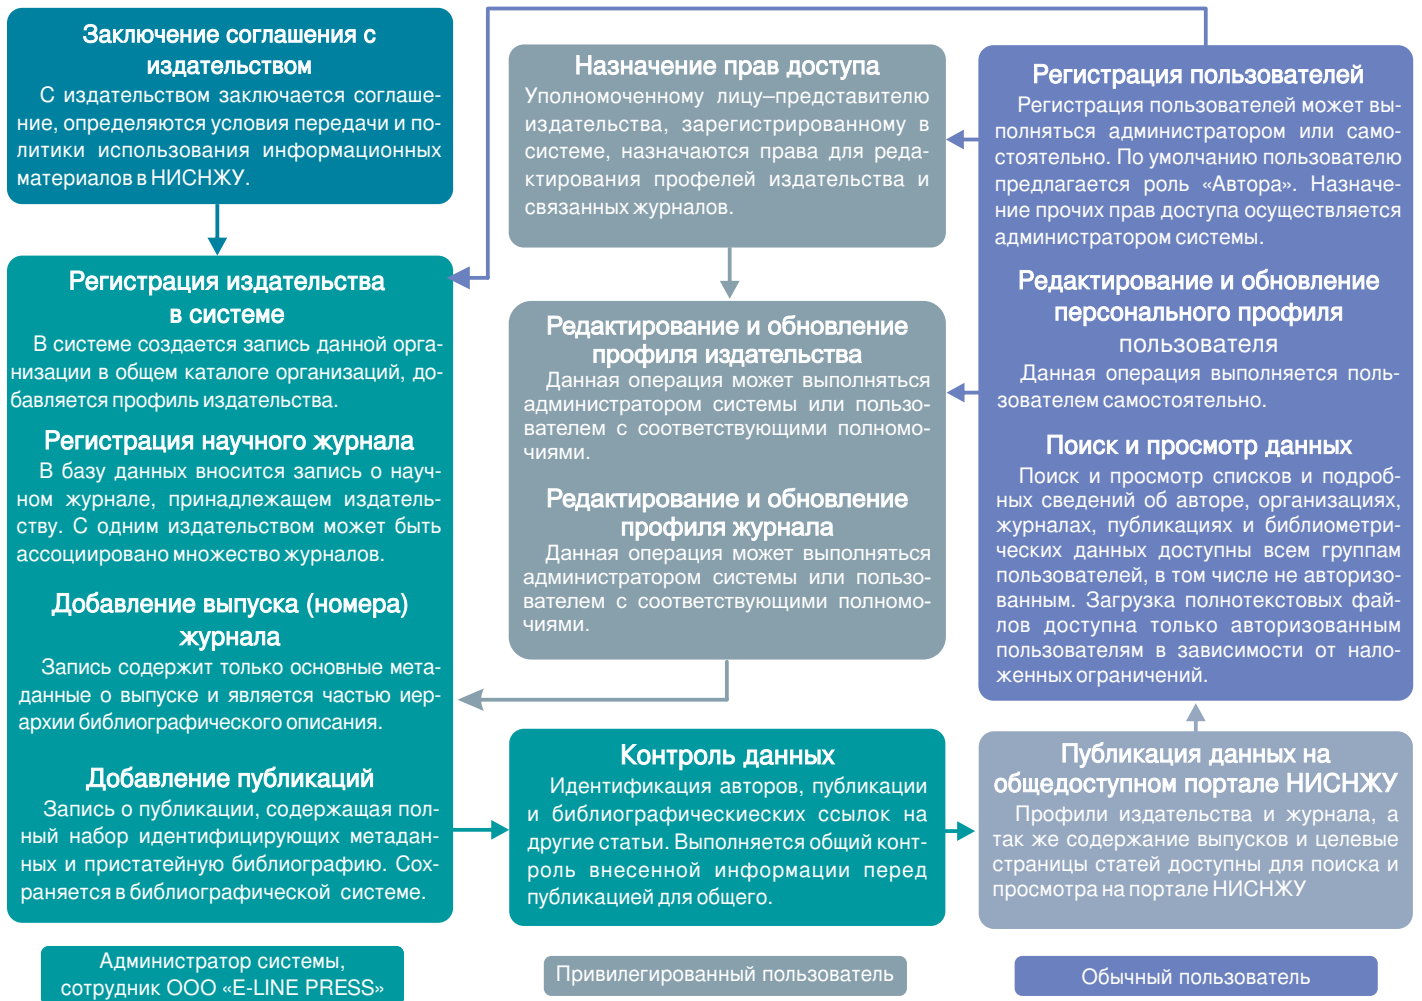 Заключение соглашения с
издательством
С издательством заключается соглаше-
ние, определяются условия передачи и по-
литики использования информационных
материалов в НИСНЖУ.
Регистрация издательства
в системе
В системе создается запись данной орга-
низации в общем каталоге организаций, до-
бавляется профиль издательства.
Регистрация научного журнала
В базу данных вносится запись о науч-
ном журнале, принадлежащем издатель-
ству. С одним издательством может быть
ассоциировано множество журналов.
Добавление выпуска (номера)
журнала
Запись содержит только основные мета-
данные о выпуске и является частью иер-
архии библиографического описания.
Добавление публикаций
Запись о публикации, содержащая пол-
ный набор идентифицирующих метадан-
ных и пристатейную библиографию. Сох-
раняется в библиографической системе.
Назначение прав доступа
Уполномоченному лицу–представителю
издательства, зарегистрированному в
системе, назначаются права для реда-
ктирования профелей издательства и
связанных журналов.
Редактирование и обновление
профиля издательства
Данная операция может выполняться
администратором системы или пользо-
вателем с соответствующими полномо-
чиями.
Редактирование и обновление
профиля журнала
Данная операция может выполняться
администратором системы или пользо-
вателем с соответствующими полномо-
чиями.
Контроль данных
Идентификация авторов, публикации
и библиографическиеских ссылок на
другие статьи. Выполняется общий конт-
роль внесенной информации перед
публикацией для общего.
Регистрация пользователей
Регистрация пользователей может вы-
полняться администратором или само-
стоятельно. По умолчанию пользователю
предлагается роль «Автора». Назначе-
ние прочих прав доступа осуществляется
администратором системы.
Редактирование и обновление
персонального профиля
пользователя
Данная операция выполняется поль-
зователем самостоятельно.
Поиск и просмотр данных
Поиск и просмотр списков и подроб-
ных сведений об авторе, организациях,
журналах, публикациях и библиометри-
ческих данных доступны всем группам
пользователей, в том числе не авторизо-
ванным. Загрузка полнотекстовых фай-
лов доступна только авторизованным
пользователям в зависимости от нало-
женных ограничений.
Публикация данных на
общедоступном портале НИСНЖУ
Профили издательства и журнала, а
так же содержание выпусков и целевые
страницы статей доступны для поиска и
просмотра на портале НИСНЖУ
Администратор системы,
сотрудник ООО «E-LINE PRESS»
Привилегированный пользователь
Обычный пользователь